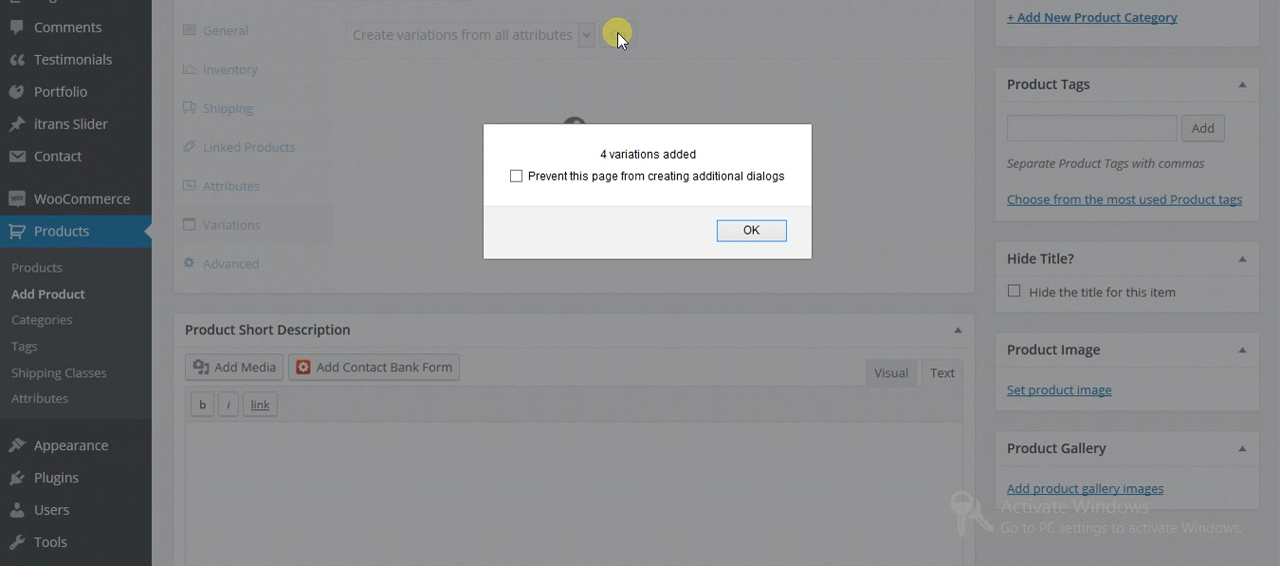 Comments
Testimonials
Portfolio
itrans Slider
Contact
WooCommerce
Products
Products
Add Product
Categories
Tags
Shipping Classes
Attributes
Appearance
Plugins
Users
Tools
General
Inventory
Shipping
Linked Products
Attributes
Variations
Advanced
Create variations from all attributes
4 variations added
Prevent this page from creating additional dialogs
OK
Product Short Description
Add Media
Add Contact Bank Form
Visual
Text
b
i
link
+ Add New Product Category
Product Tags
Add
Separate Product Tags with commas
Choose from the most used Product tags
Hide Title?
Hide the title for this item
Product Image
Set product image
Product Gallery
Add product gallery images
Activate Windows
Go to PC settings to activate Windows.